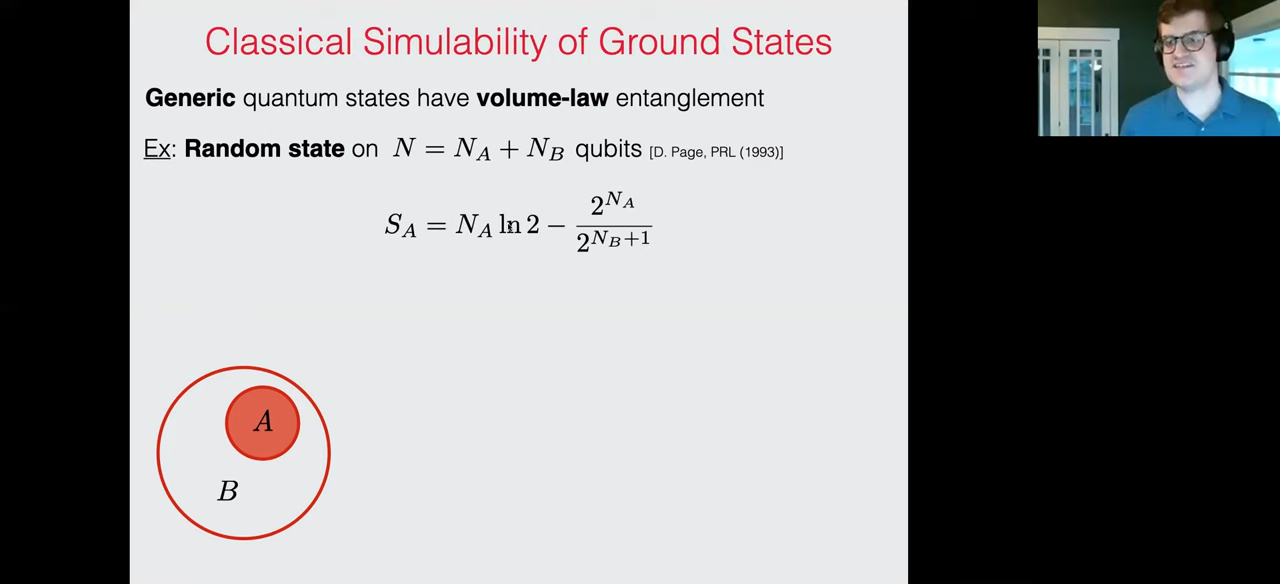 Classical Simulability of Ground States
Generic quantum states have volume-law entanglement
Ex: Random state on N = N_A + N_B qubits [D. Page, PRL (1993)]
S_A = N_A ln 2 − 2^{N_A} / 2^{N_B+1}
A
B